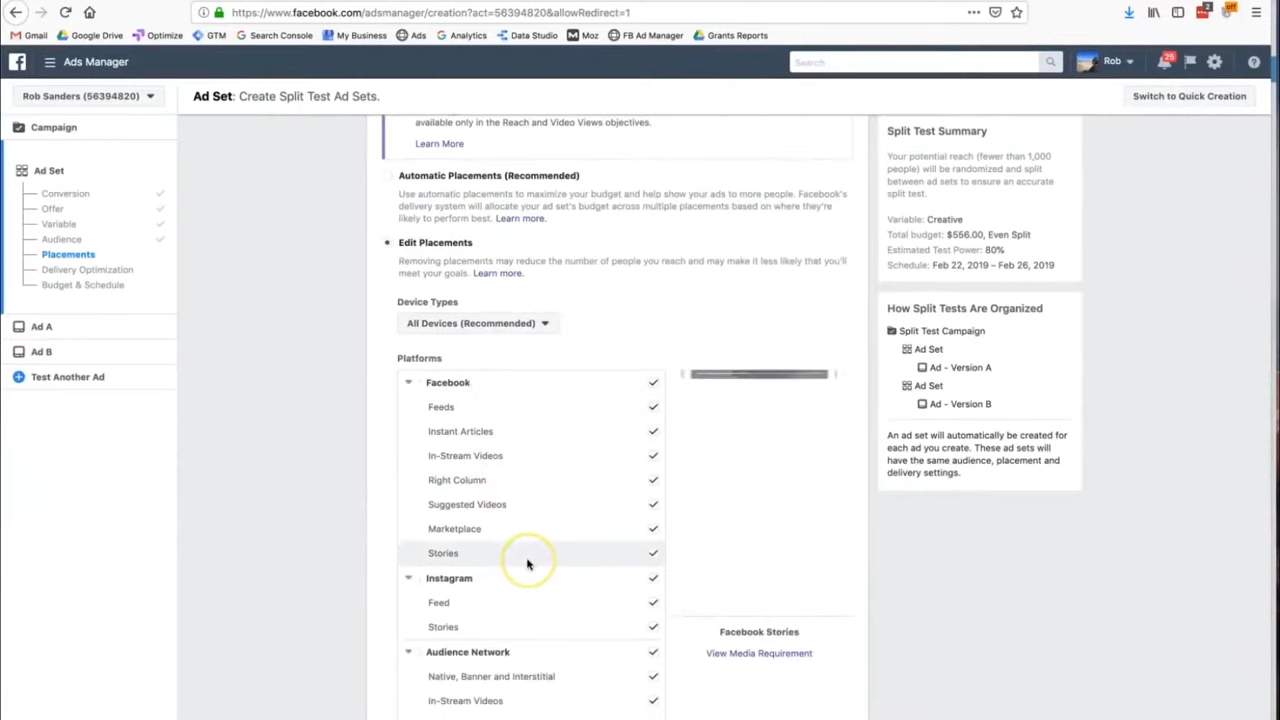 https://www.facebook.com/adsmanager/creation?act=56394820&allowRedirect=1
2
off
Gmail Google Drive Optimize GTM Search Console My Business Ads Analytics Data Studio Moz FB Ad Manager Grants Reports
Ads Manager
Search
Rob
25
Rob Sanders (56394820)
Ad Set: Create Split Test Ad Sets.
Switch to Quick Creation
Campaign
Ad Set
Conversion
Offer
Variable
Audience
Placements
Delivery Optimization
Budget & Schedule
Ad A
Ad B
Test Another Ad
available only in the Reach and Video Views objectives.
Learn More
Automatic Placements (Recommended)
Use automatic placements to maximize your budget and help show your ads to more people. Facebook's
delivery system will allocate your ad set's budget across multiple placements based on where they're
likely to perform best. Learn more.
Edit Placements
Removing placements may reduce the number of people you reach and may make it less likely that you'll
meet your goals. Learn more.
Device Types
All Devices (Recommended)
Platforms
Facebook
Feeds
Instant Articles
In-Stream Videos
Right Column
Suggested Videos
Marketplace
Stories
Instagram
Feed
Stories
Audience Network
Native, Banner and Interstitial
In-Stream Videos
Facebook Stories
View Media Requirement
Split Test Summary
Your potential reach (fewer than 1,000
people) will be randomized and split
between ad sets to ensure an accurate
split test.
Variable: Creative
Total budget: $556.00, Even Split
Estimated Test Power: 80%
Schedule: Feb 22, 2019 – Feb 26, 2019
How Split Tests Are Organized
Split Test Campaign
Ad Set
Ad - Version A
Ad Set
Ad - Version B
An ad set will automatically be created for
each ad you create. These ad sets will
have the same audience, placement and
delivery settings.